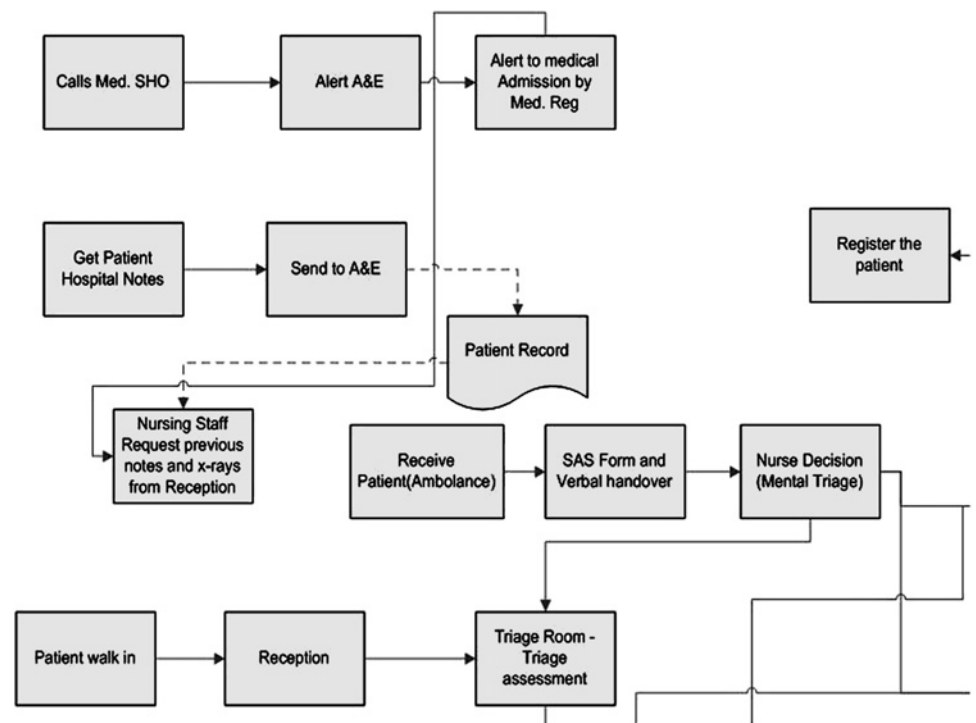 Calls Med. SHO
Alert A&E
Alert to medical
Admission by
Med. Reg
Get Patient
Hospital Notes
Send to A&E
Register the
patient
Patient Record
Nursing Staff
Request previous
notes and x-rays
from Reception
Receive
Patient(Ambolance)
SAS Form and
Verbal handover
Nurse Decision
(Mental Triage)
Patient walk in
Reception
Triage Room -
Triage
assessment